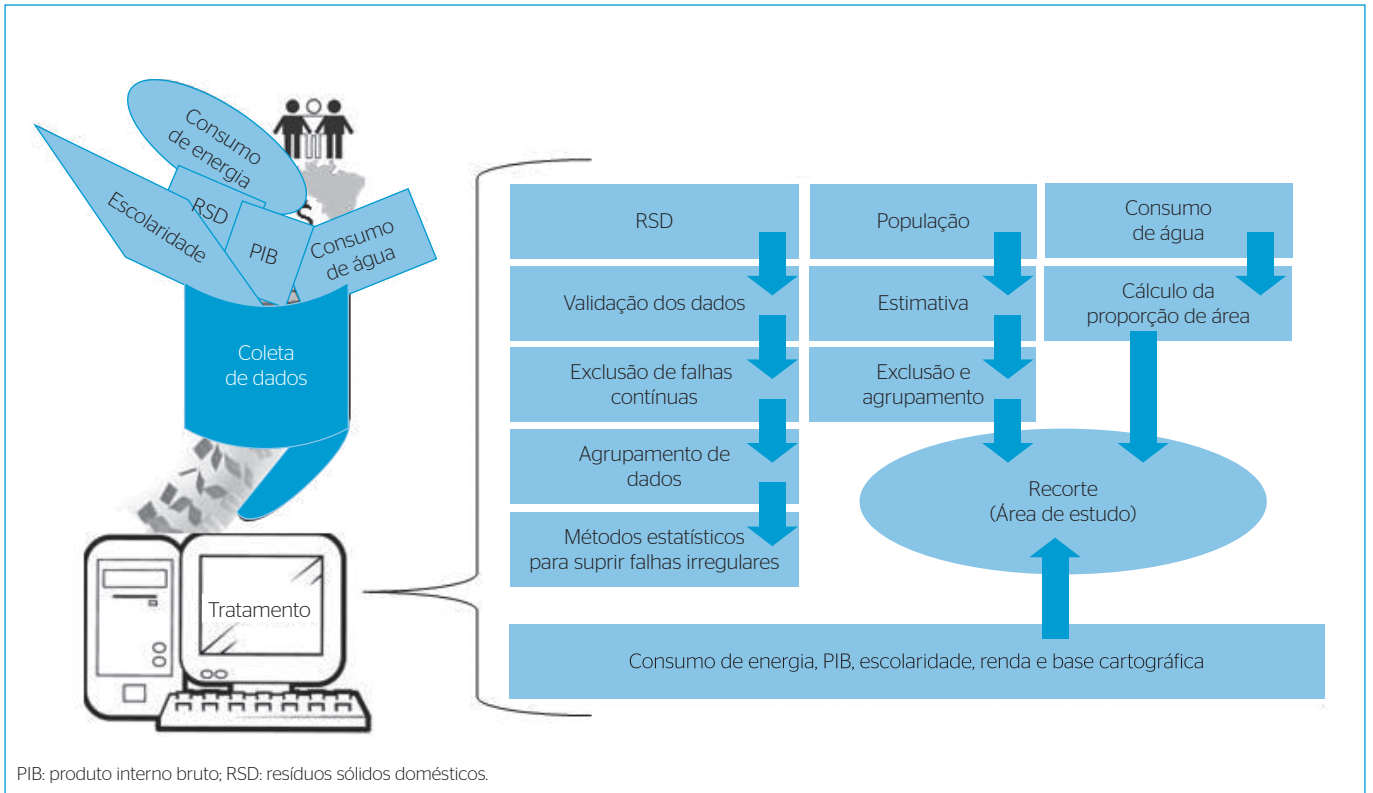 Consumo
de energia
Escolaridade
RSD
PIB
Consumo
de água
Coleta
de dados
Tratamento
RSD
Validação dos dados
Exclusão de falhas
contínuas
Agrupamento de
dados
Métodos estatísticos
para suprir falhas irregulares
População
Estimativa
Exclusão e
agrupamento
Consumo
de água
Cálculo da
proporção de área
Recorte
(Área de estudo)
Consumo de energia, PIB, escolaridade, renda e base cartográfica
PIB: produto interno bruto; RSD: resíduos sólidos domésticos.